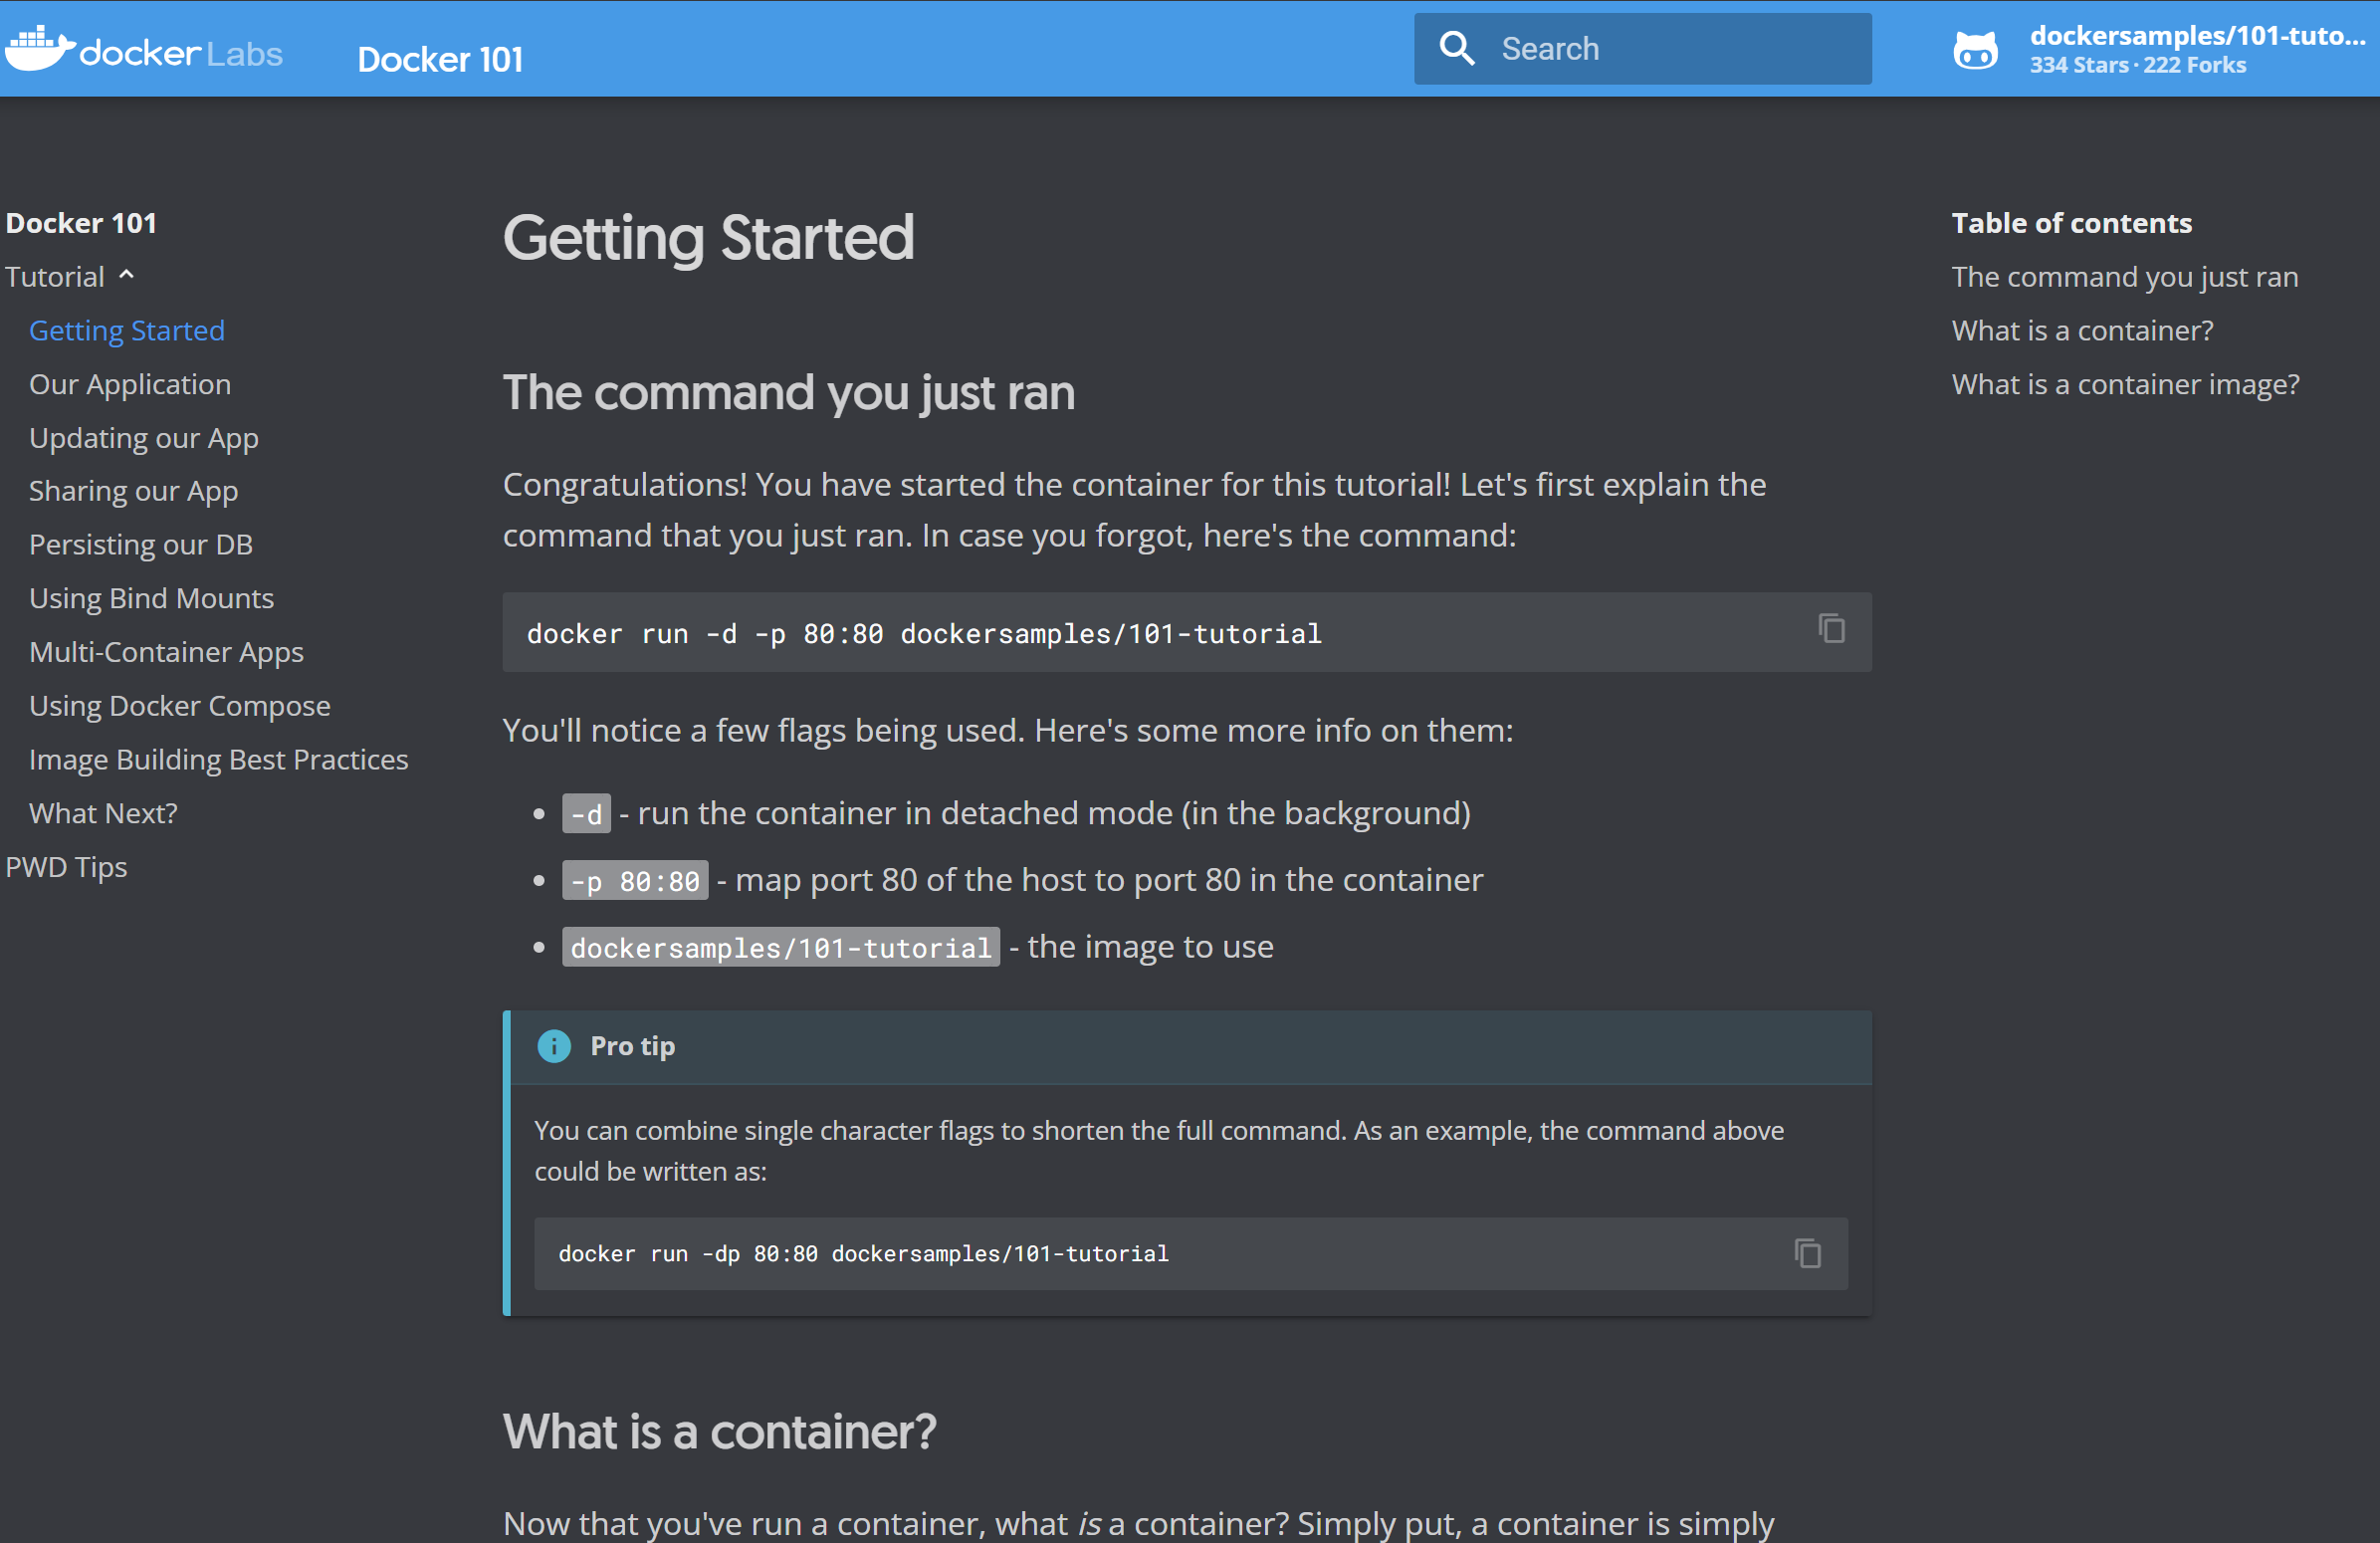 docker Labs
Docker 101
Search
dockersamples/101-tuto...
334 Stars · 222 Forks
Docker 101
Tutorial
Getting Started
Our Application
Updating our App
Sharing our App
Persisting our DB
Using Bind Mounts
Multi-Container Apps
Using Docker Compose
Image Building Best Practices
What Next?
PWD Tips
Getting Started
The command you just ran
Congratulations! You have started the container for this tutorial! Let's first explain the
command that you just ran. In case you forgot, here's the command:
docker run -d -p 80:80 dockersamples/101-tutorial
You'll notice a few flags being used. Here's some more info on them:
• -d - run the container in detached mode (in the background)
• -p 80:80 - map port 80 of the host to port 80 in the container
• dockersamples/101-tutorial - the image to use
Pro tip
You can combine single character flags to shorten the full command. As an example, the command above
could be written as:
docker run -dp 80:80 dockersamples/101-tutorial
What is a container?
Now that you've run a container, what is a container? Simply put, a container is simply
Table of contents
The command you just ran
What is a container?
What is a container image?